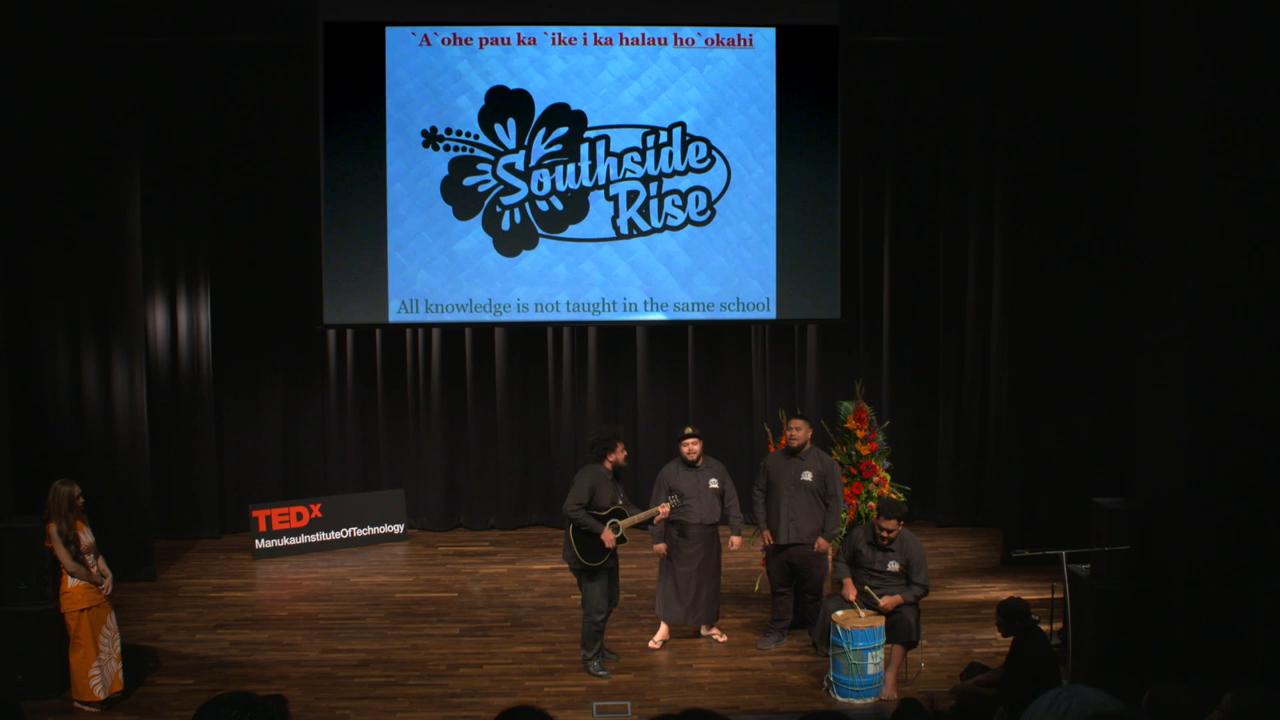 `A`ohe pau ka `ike i ka halau ho`okahi
Southside
Rise
All knowledge is not taught in the same school
TEDx
ManukauInstituteOfTechnology